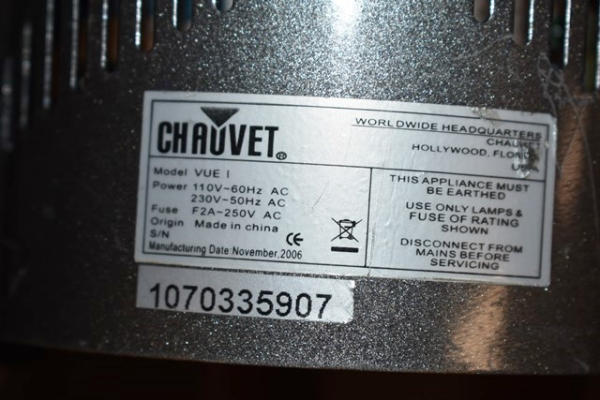 CHAUVET®
Model VUE I
Power 110V~60Hz AC
230V~50Hz AC
Fuse F2A~250V AC
Origin Made in china
S/N
Manufacturing Date:November.2006
CE
WORLDWIDE HEADQUARTERS
CHAUVET
HOLLYWOOD, FLORIDA
THIS APPLIANCE MUST
BE EARTHED
USE ONLY LAMPS &
FUSE OF RATING
SHOWN
DISCONNECT FROM
MAINS BEFORE
SERVICING
1070335907